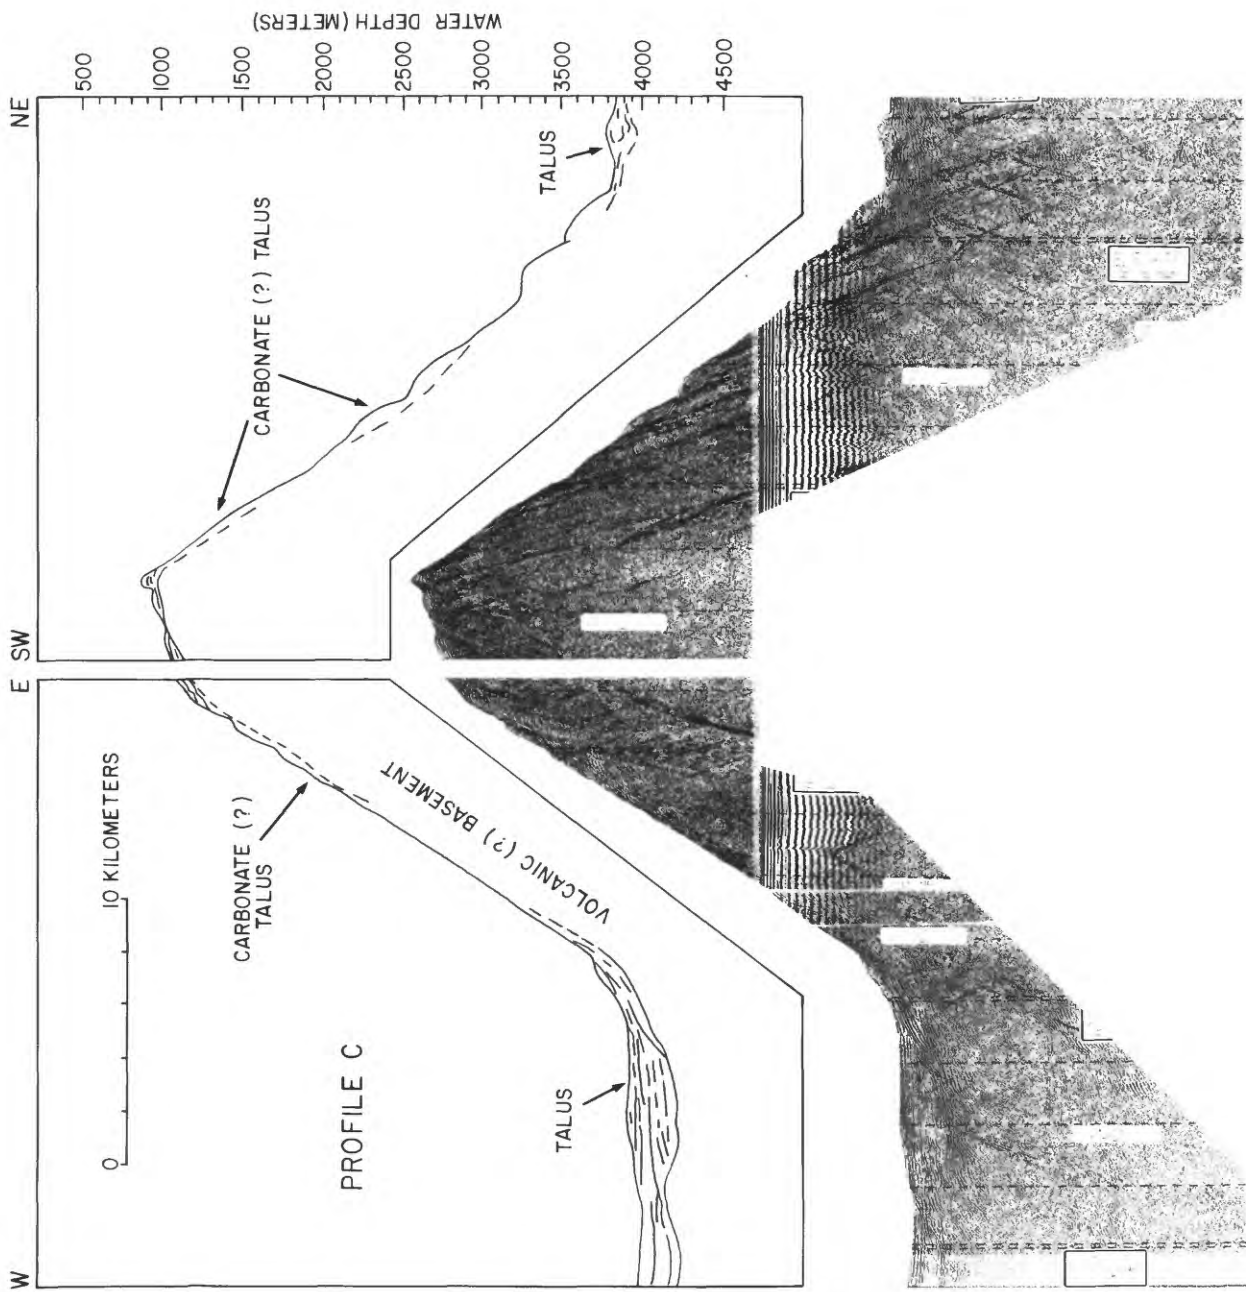 W
E
SW
NE
0
10 KILOMETERS
PROFILE C
TALUS
CARBONATE (?)
TALUS
VOLCANIC (?) BASEMENT
CARBONATE (?) TALUS
TALUS
500
1000
1500
2000
2500
3000
3500
4000
4500
WATER DEPTH (METERS)